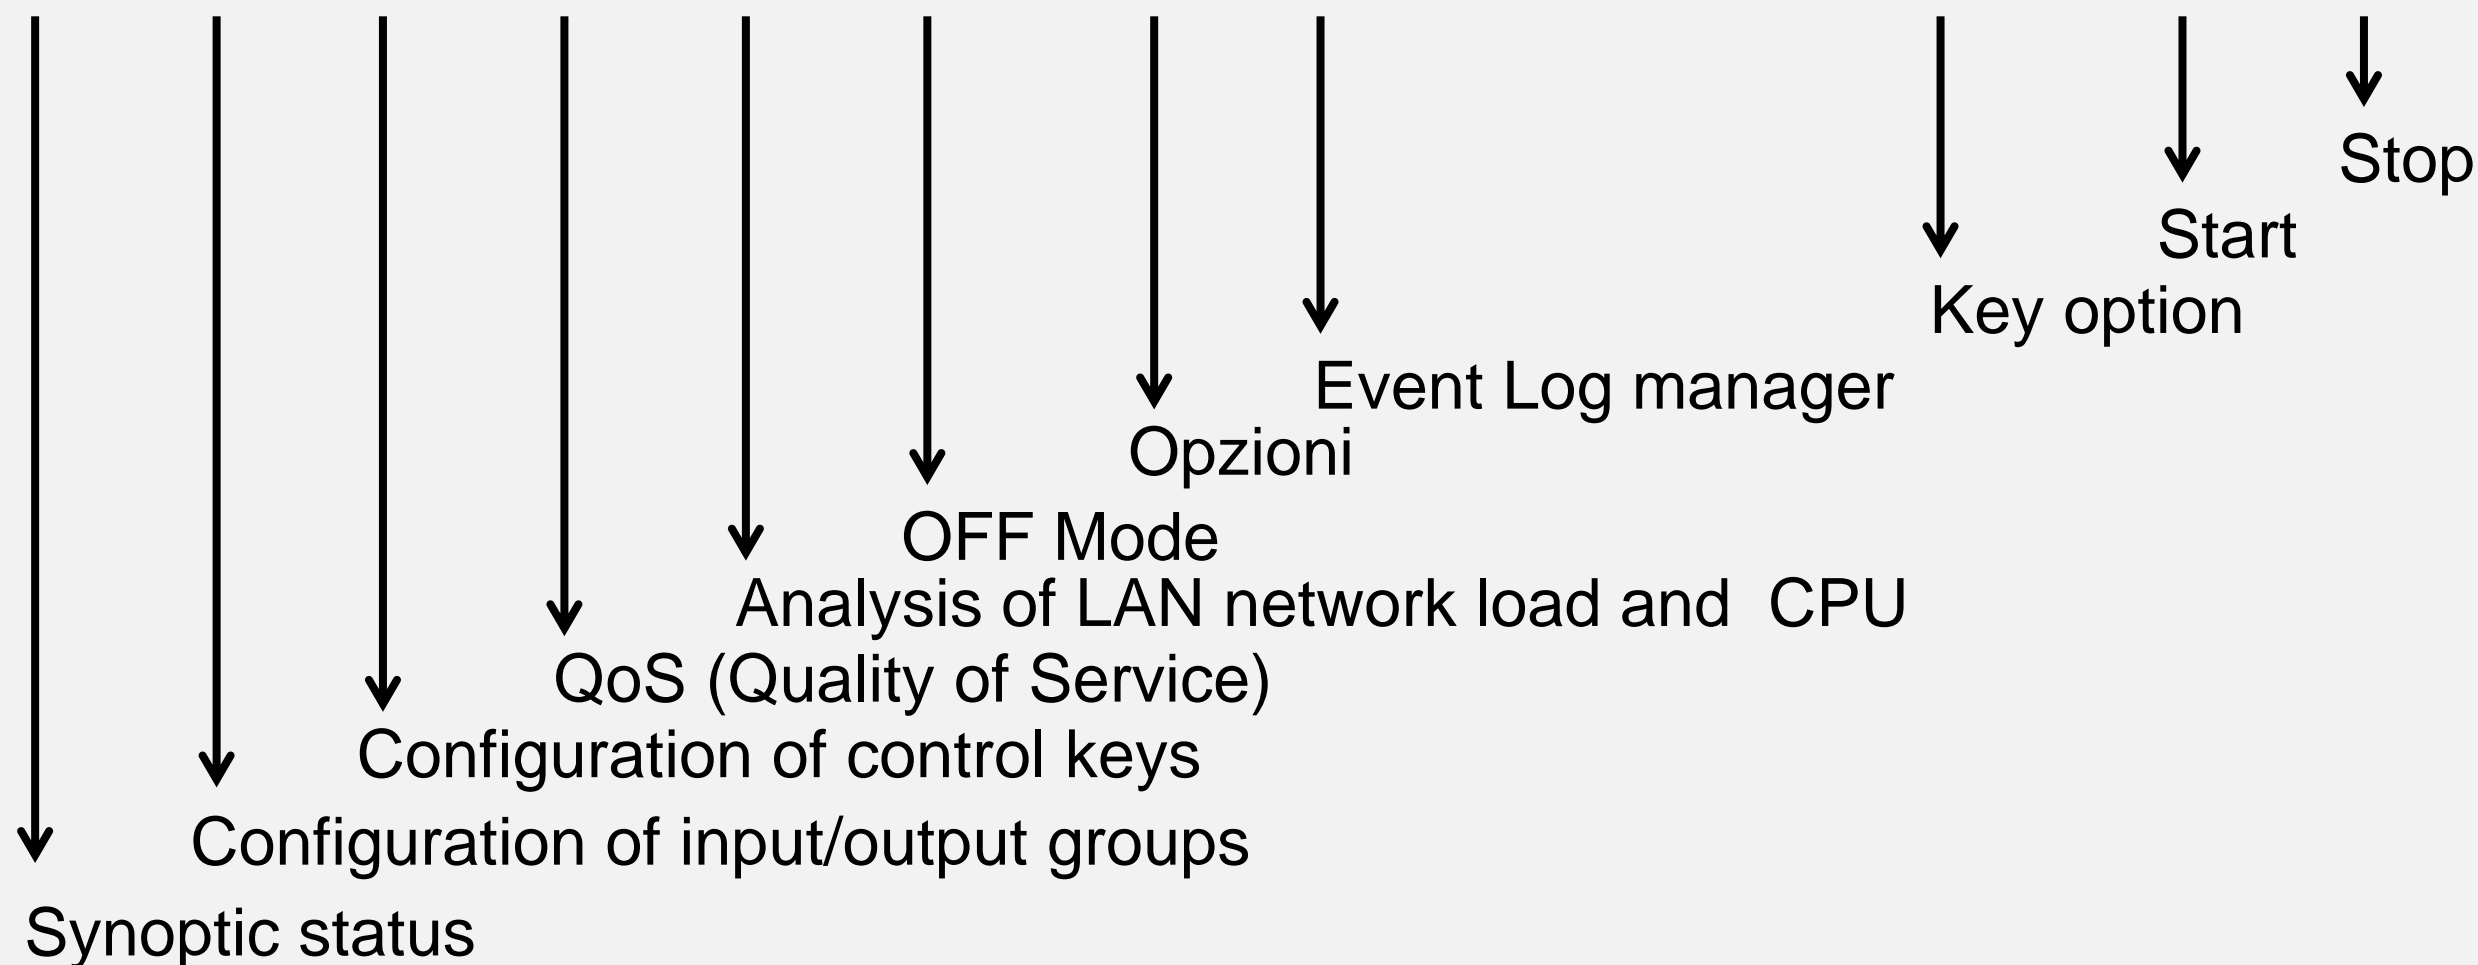 Stop
Start
Key option
Event Log manager
Opzioni
OFF Mode
Analysis of LAN network load and  CPU
QoS (Quality of Service)
Configuration of control keys
Configuration of input/output groups
Synoptic status